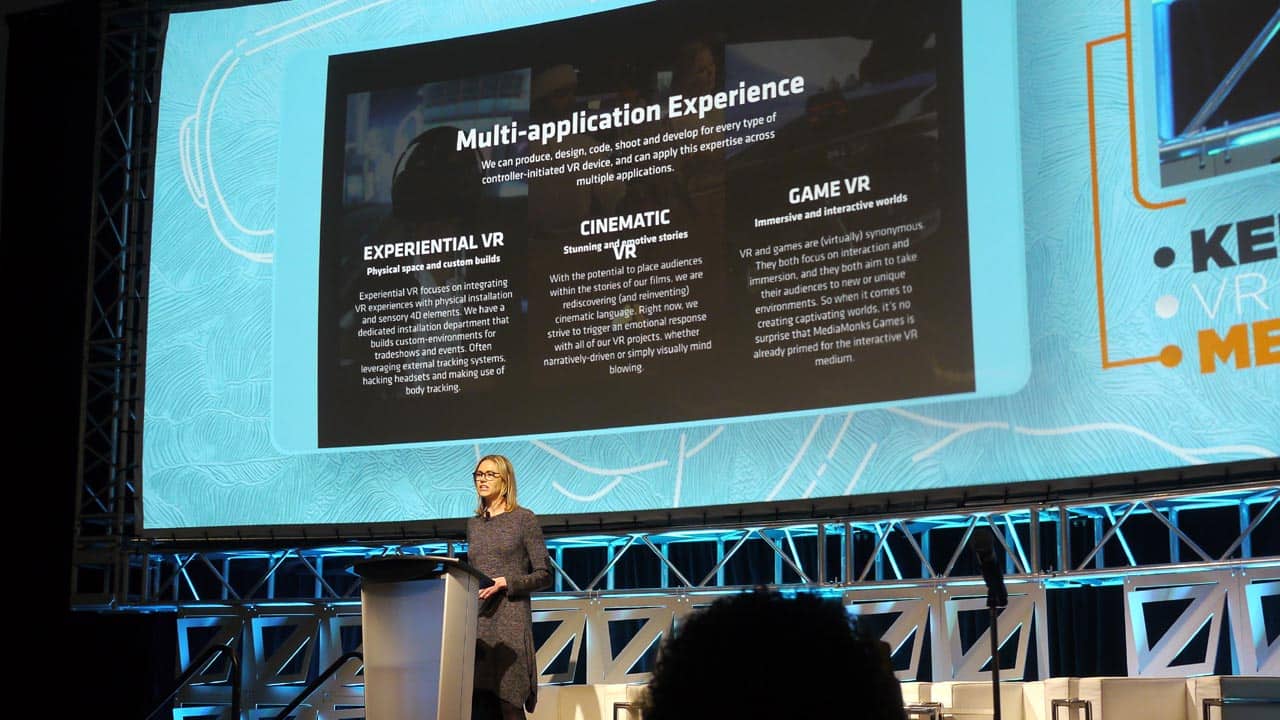 Multi-application Experience
We can produce, design, code, shoot and develop for every type of
controller-initiated VR device, and can apply this expertise across
multiple applications.
EXPERIENTIAL VR
Physical space and custom builds
Experiential VR focuses on integrating
VR experiences with physical installation
and sensory 4D elements. We have a
dedicated installation department that
builds custom-environments for
tradeshows and events. Often
leveraging external tracking systems,
hacking headsets and making use of
body tracking.
CINEMATIC
Stunning and emotive stories
VR
With the potential to place audiences
within the stories of our films, we are
rediscovering (and reinventing)
cinematic language. Right now, we
strive to trigger an emotional response
with all of our VR projects, whether
narratively-driven or simply visually mind
blowing.
GAME VR
Immersive and interactive worlds
VR and games are (virtually) synonymous.
They both focus on interaction and
immersion, and they both aim to take
their audiences to new or unique
environments. So when it comes to
creating captivating worlds, it's no
surprise that MediaMonks Games is
already primed for the interactive VR
medium.
• KE
• VR
• ME